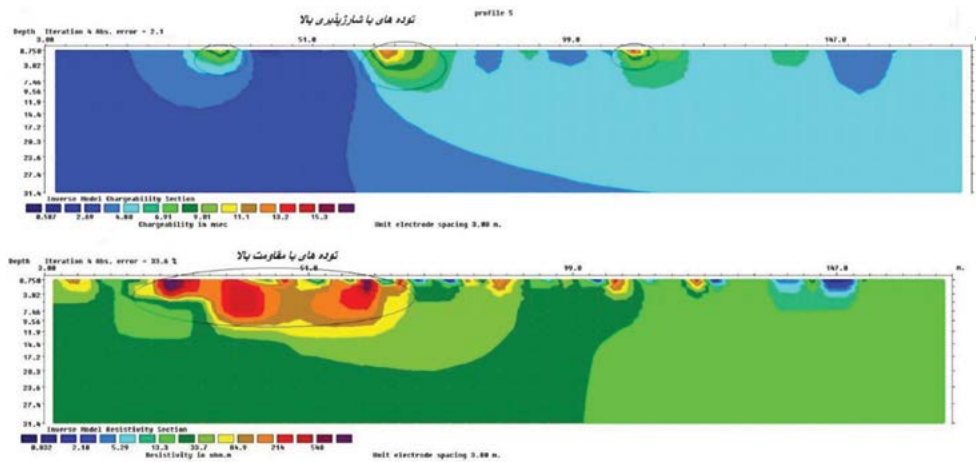 profile 5
توده های با شارژپذیری بالا
Depth Iteration 4 Abs. error = 2.1
3.00 51.0 99.0 147.0
0.750
3.82
7.46
9.56
11.9
14.4
17.2
20.3
23.6
27.4
31.4
Inverse Model Chargeability Section
0.587 2.69 4.80 6.91 9.01 11.1 13.2 15.3
Chargeability in msec
Unit electrode spacing 3.00 m.
توده های با مقاومت بالا
Depth Iteration 4 Abs. error = 33.6 %
3.00 51.0 99.0 147.0 m.
0.750
3.82
7.46
9.56
11.9
14.4
17.2
20.3
23.6
27.4
31.4
Inverse Model Resistivity Section
0.832 2.10 5.29 13.3 33.7 84.9 214 540
Resistivity in ohm.m
Unit electrode spacing 3.00 m.